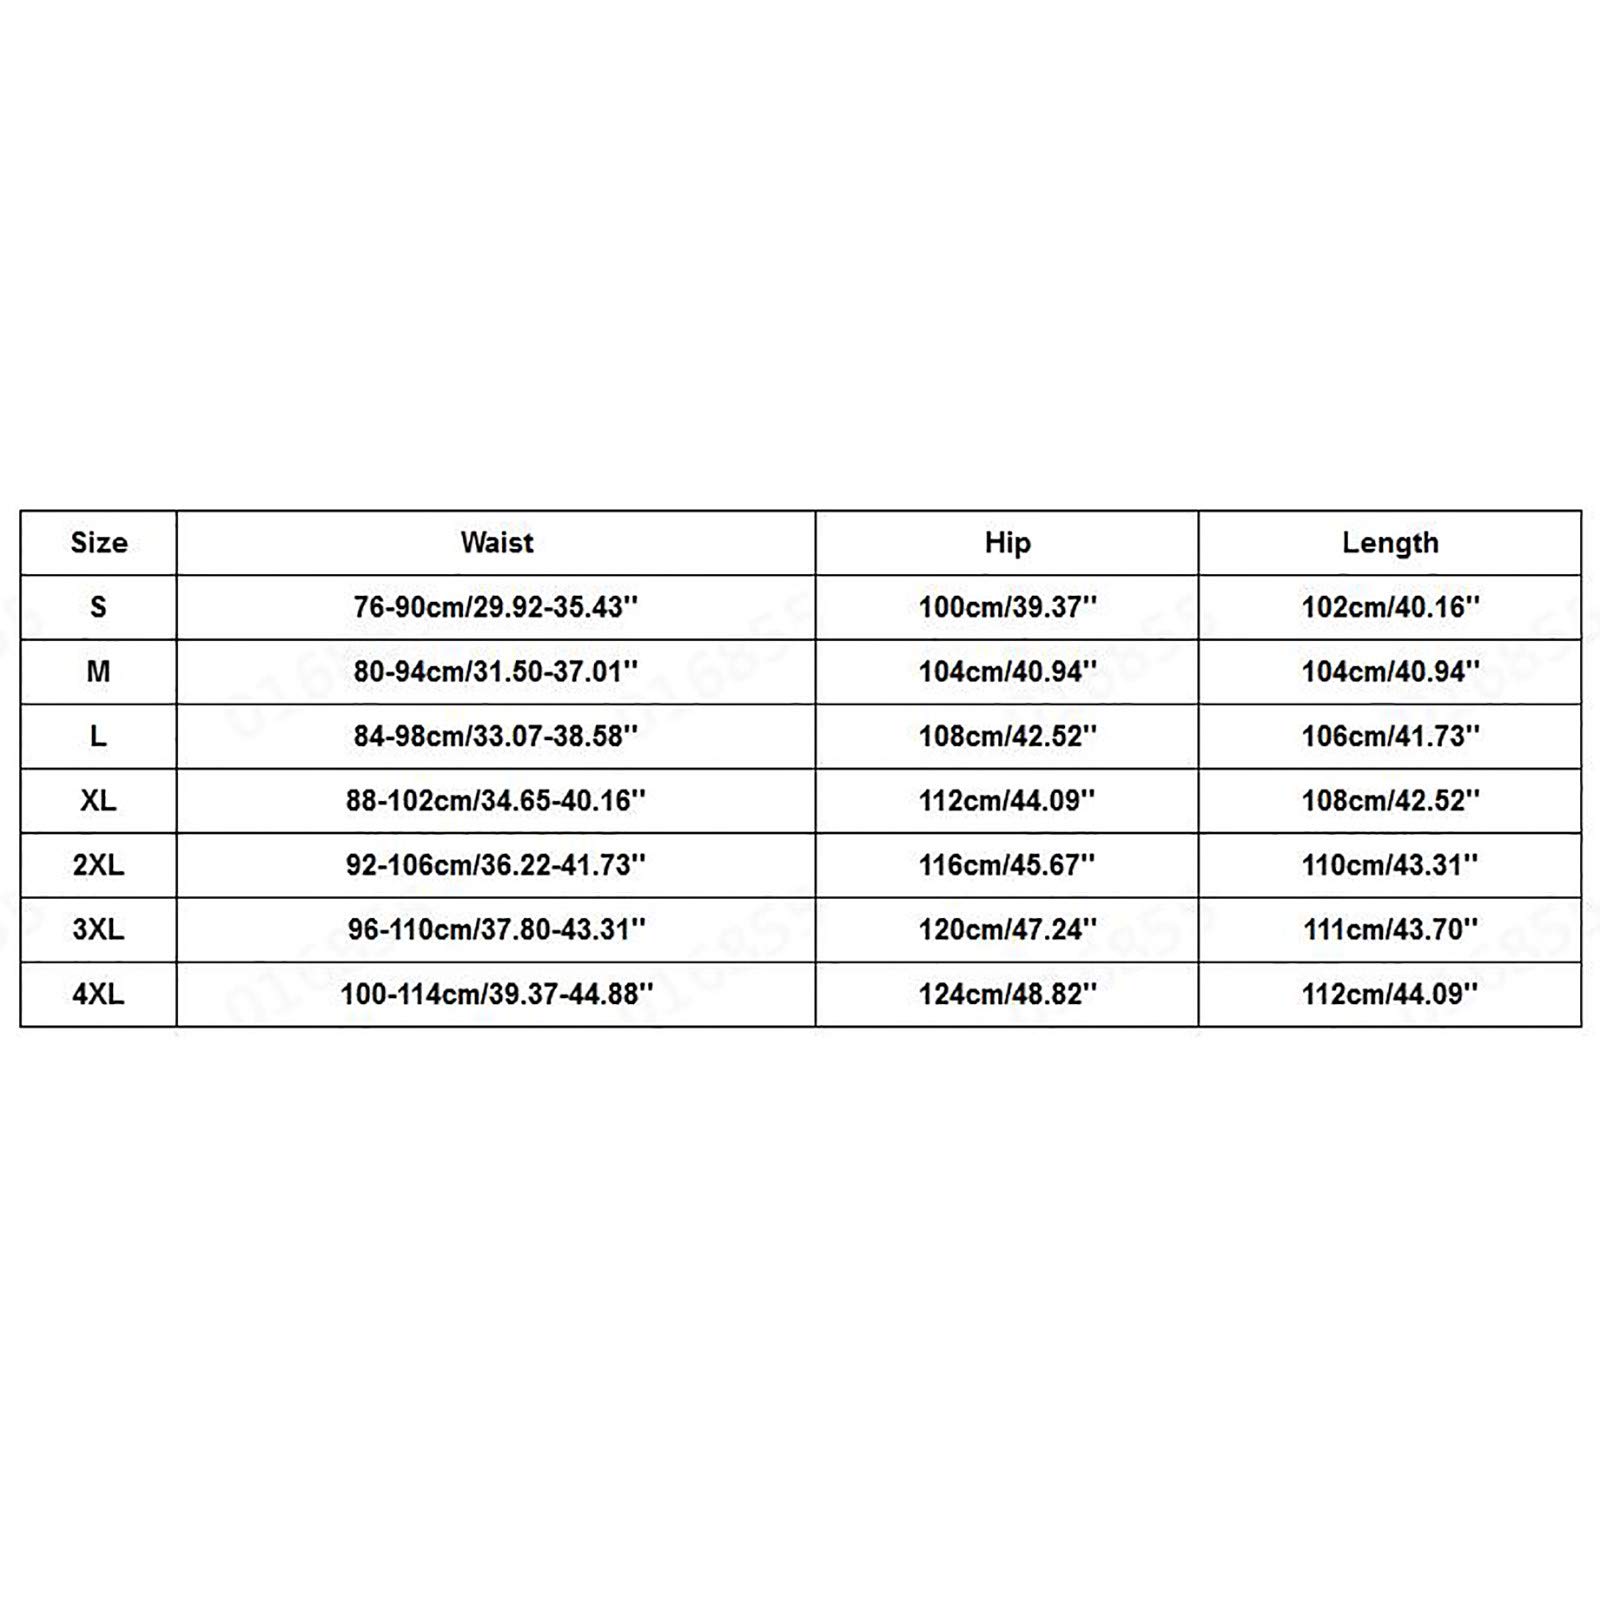 Size Waist Hip Length
S 76-90cm/29.92-35.43'' 100cm/39.37'' 102cm/40.16''
M 80-94cm/31.50-37.01'' 104cm/40.94'' 104cm/40.94''
L 84-98cm/33.07-38.58'' 108cm/42.52'' 106cm/41.73''
XL 88-102cm/34.65-40.16'' 112cm/44.09'' 108cm/42.52''
2XL 92-106cm/36.22-41.73'' 116cm/45.67'' 110cm/43.31''
3XL 96-110cm/37.80-43.31'' 120cm/47.24'' 111cm/43.70''
4XL 100-114cm/39.37-44.88'' 124cm/48.82'' 112cm/44.09''